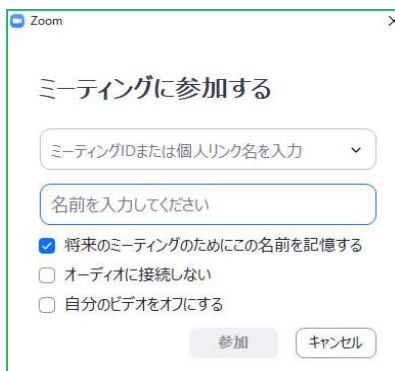 Zoom
ミーティングに参加する
ミーティングIDまたは個人リンク名を入力
名前を入力してください
将来のミーティングのためにこの名前を記憶する
オーディオに接続しない
自分のビデオをオフにする
参加 キャンセル